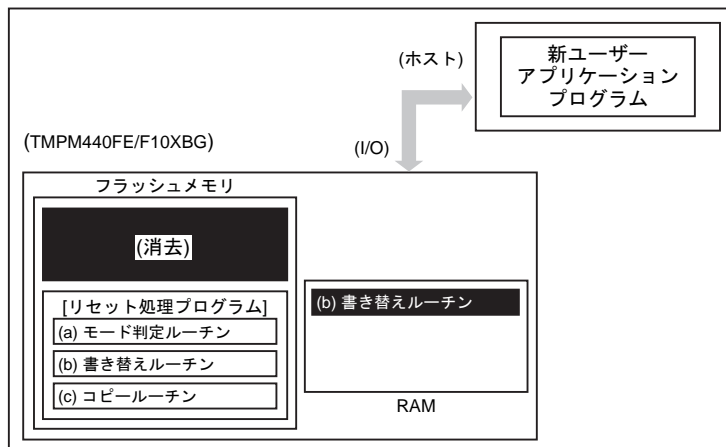 (ホスト)
新ユーザー
アプリケーション
プログラム
(TMPM440FE/F10XBG)
(I/O)
フラッシュメモリ
(消去)
[リセット処理プログラム]
(a) モード判定ルーチン
(b) 書き替えルーチン
(c) コピールーチン
(b) 書き替えルーチン
RAM